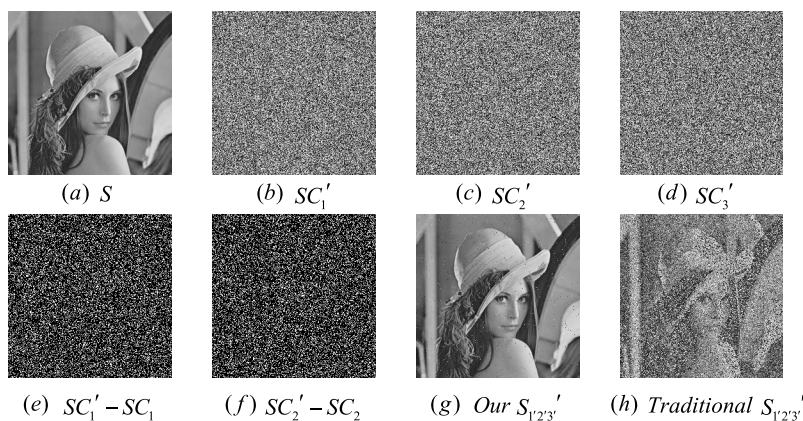 (a) S
(b) SC₁′
(c) SC₂′
(d) SC₃′
(e) SC₁′ – SC₁
(f) SC₂′ – SC₂
(g) Our S₁′₂′₃′′
(h) Traditional S₁′₂′₃′′